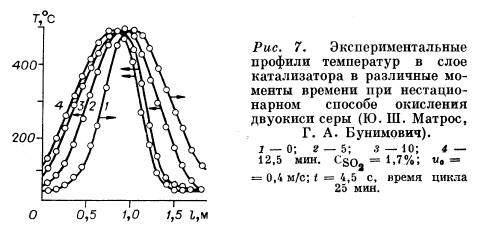 T,°C
400
200
0
4
3
2
1
0,5
1,0
1,5
l, м
Рис. 7. Экспериментальные
профили температур в слое
катализатора в различные мо-
менты времени при нестацио-
нарном способе окисления
двуокиси серы (Ю. Ш. Матрос,
Г. А. Бунимович).
1 — 0; 2 — 5; 3 — 10; 4 —
12,5 мин. CSO₂ = 1,7%; u₀ =
= 0,4 м/с; t = 4,5 с, время цикла
25 мин.